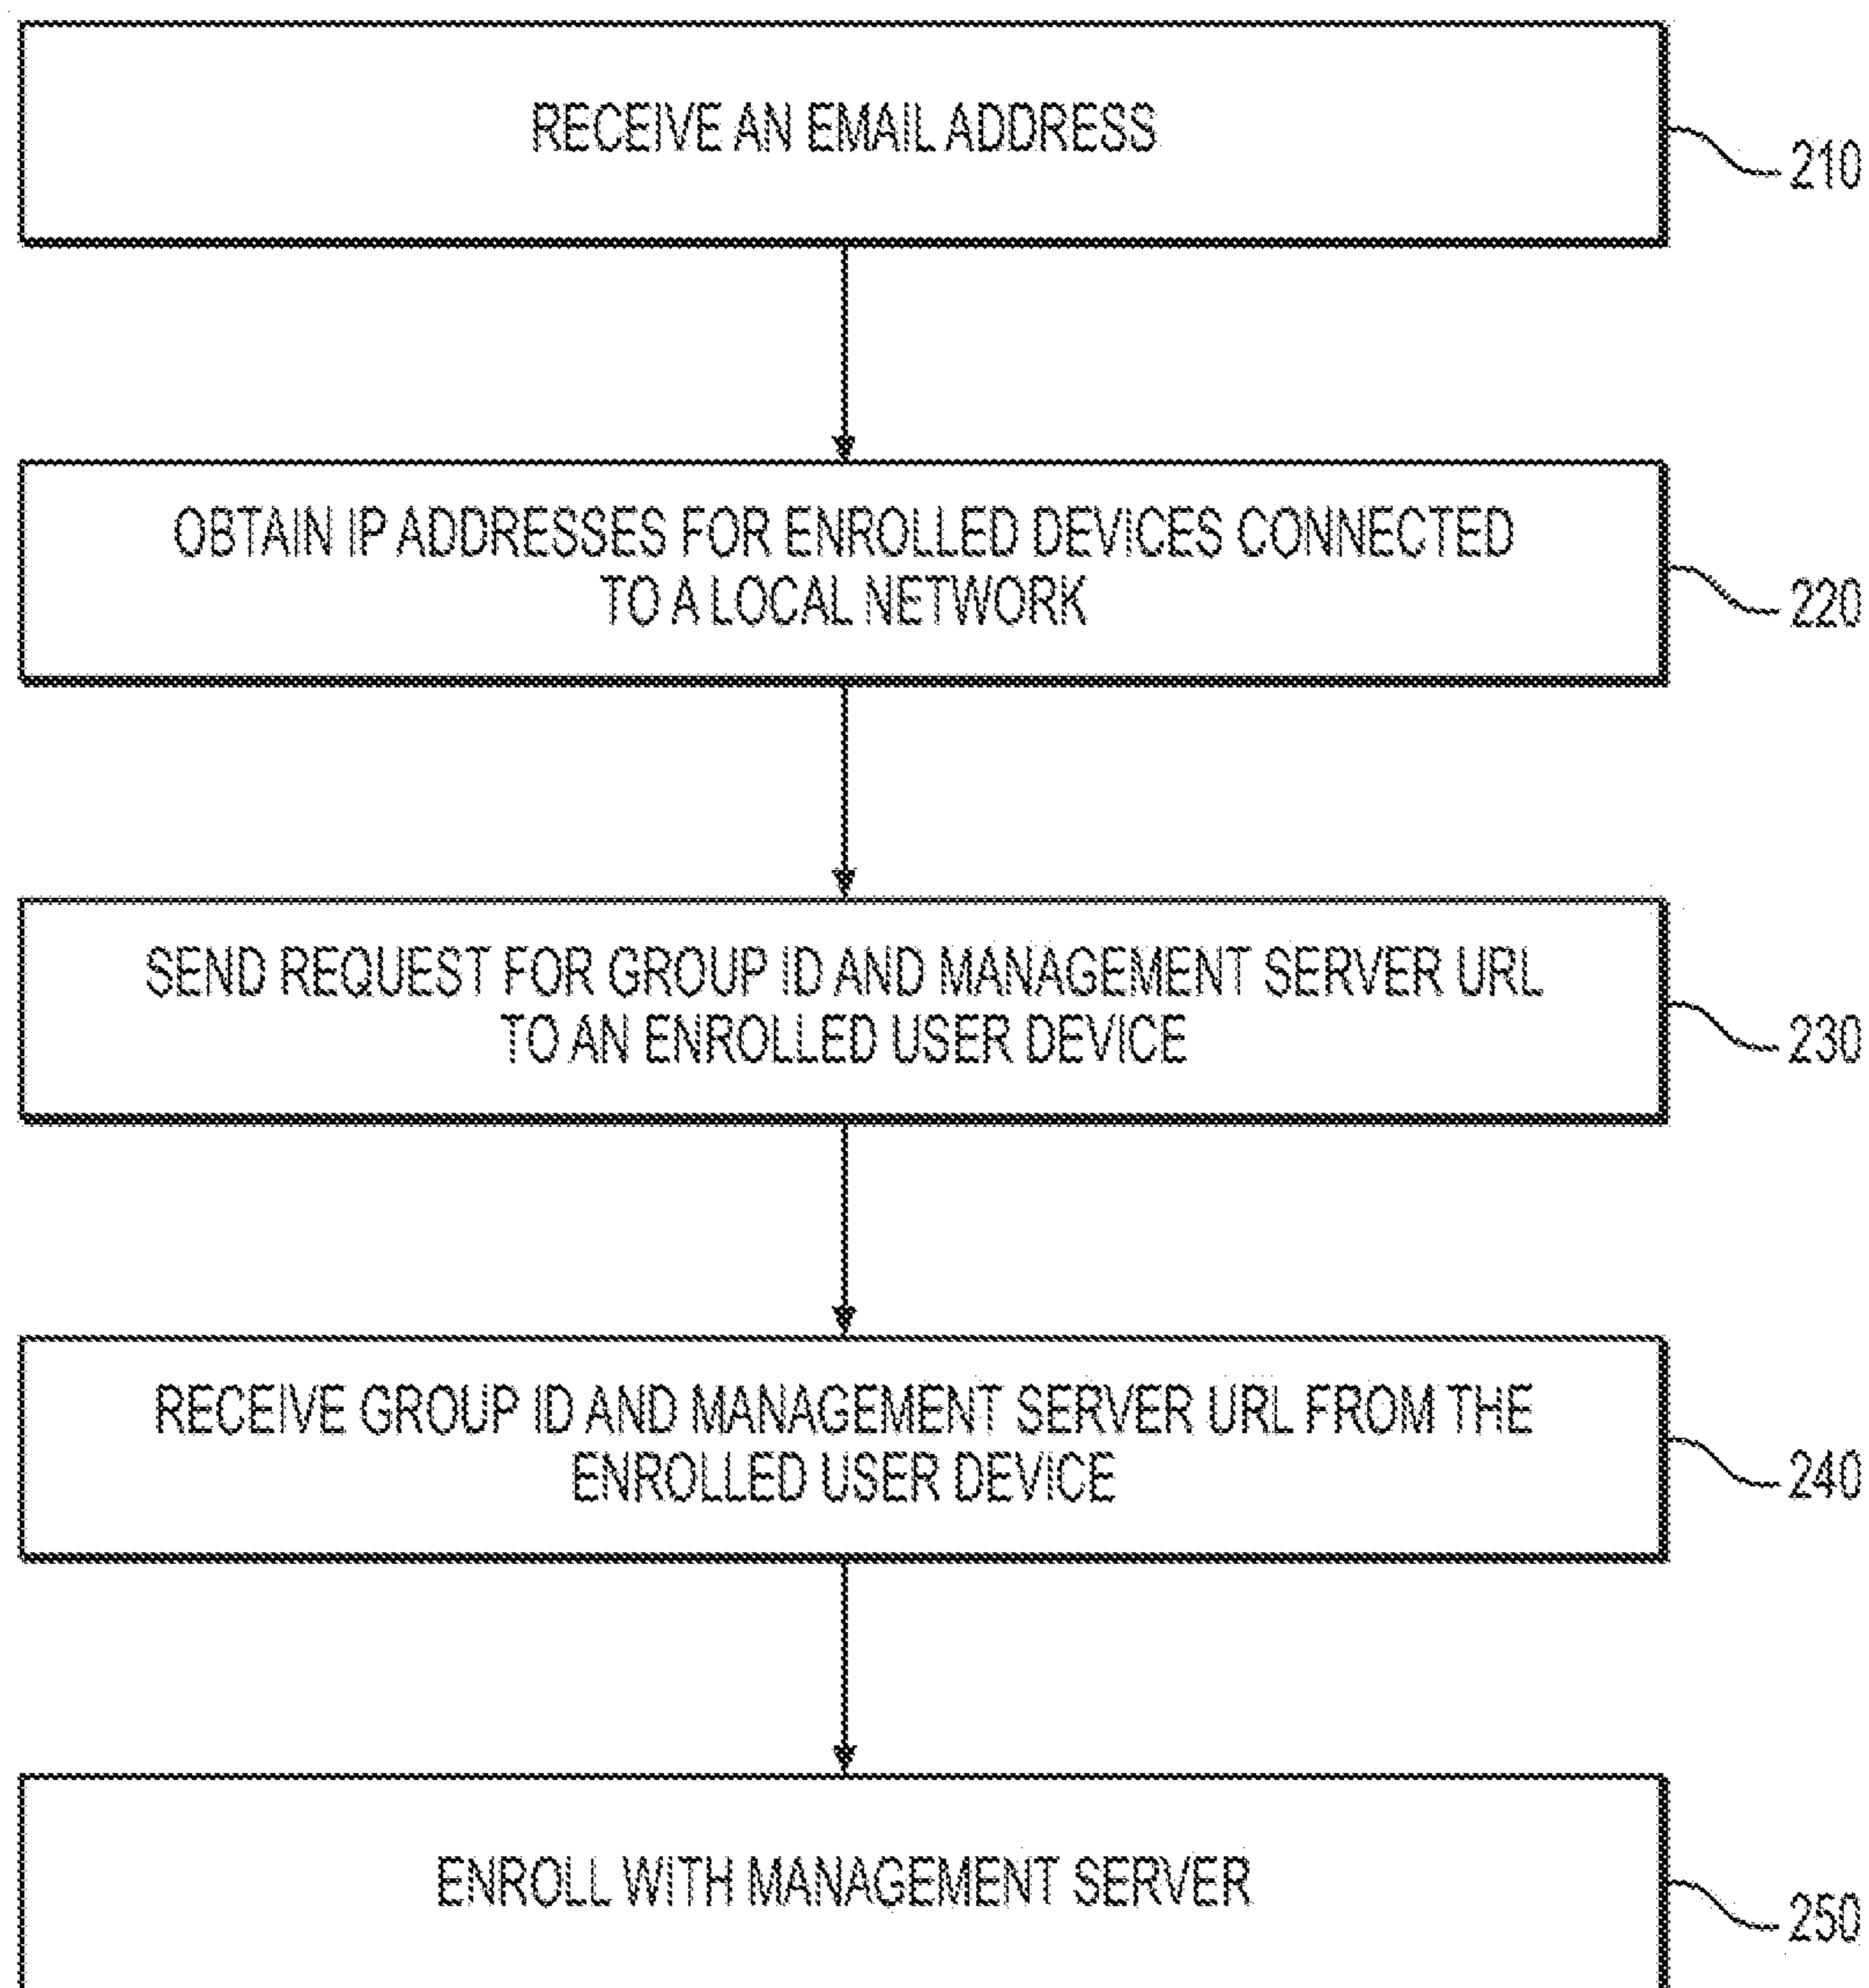 RECEIVE AN EMAIL ADDRESS
210
OBTAIN IP ADDRESSES FOR ENROLLED DEVICES CONNECTED
TO A LOCAL NETWORK
220
SEND REQUEST FOR GROUP ID AND MANAGEMENT SERVER URL
TO AN ENROLLED USER DEVICE
230
RECEIVE GROUP ID AND MANAGEMENT SERVER URL FROM THE
ENROLLED USER DEVICE
240
ENROLL WITH MANAGEMENT SERVER
250